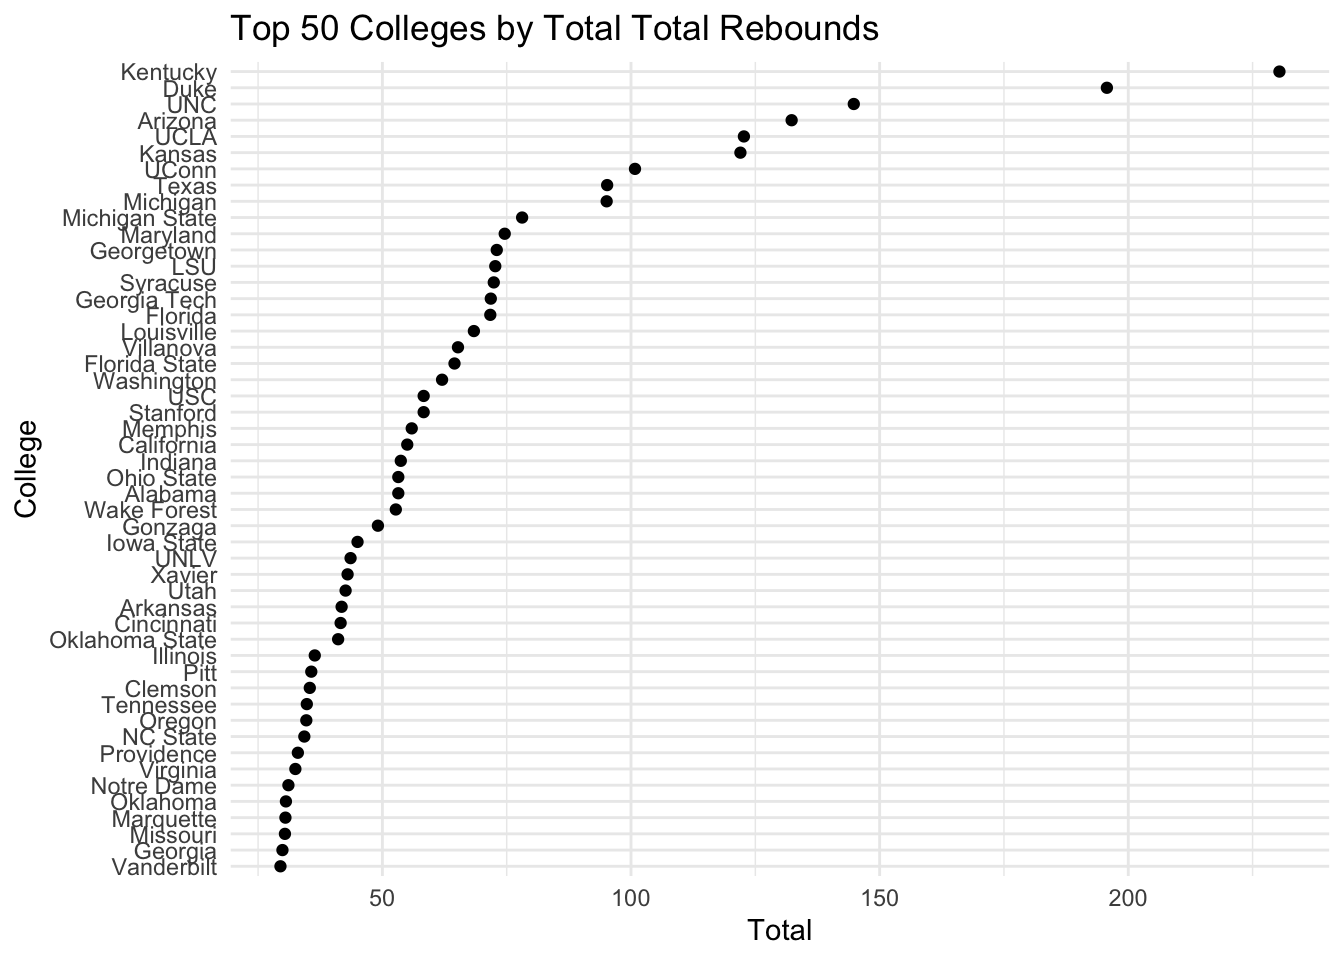 Top 50 Colleges by Total Total Rebounds
Kentucky
Duke
UNC
Arizona
UCLA
Kansas
UConn
Texas
Michigan
Michigan State
Maryland
Georgetown
LSU
Syracuse
Georgia Tech
Florida
Louisville
Villanova
Florida State
Washington
USC
Stanford
Memphis
California
Indiana
Ohio State
Alabama
Wake Forest
Gonzaga
Iowa State
UNLV
Xavier
Utah
Arkansas
Cincinnati
Oklahoma State
Illinois
Pitt
Clemson
Tennessee
Oregon
NC State
Providence
Virginia
Notre Dame
Oklahoma
Marquette
Missouri
Georgia
Vanderbilt
College
50 100 150 200
Total